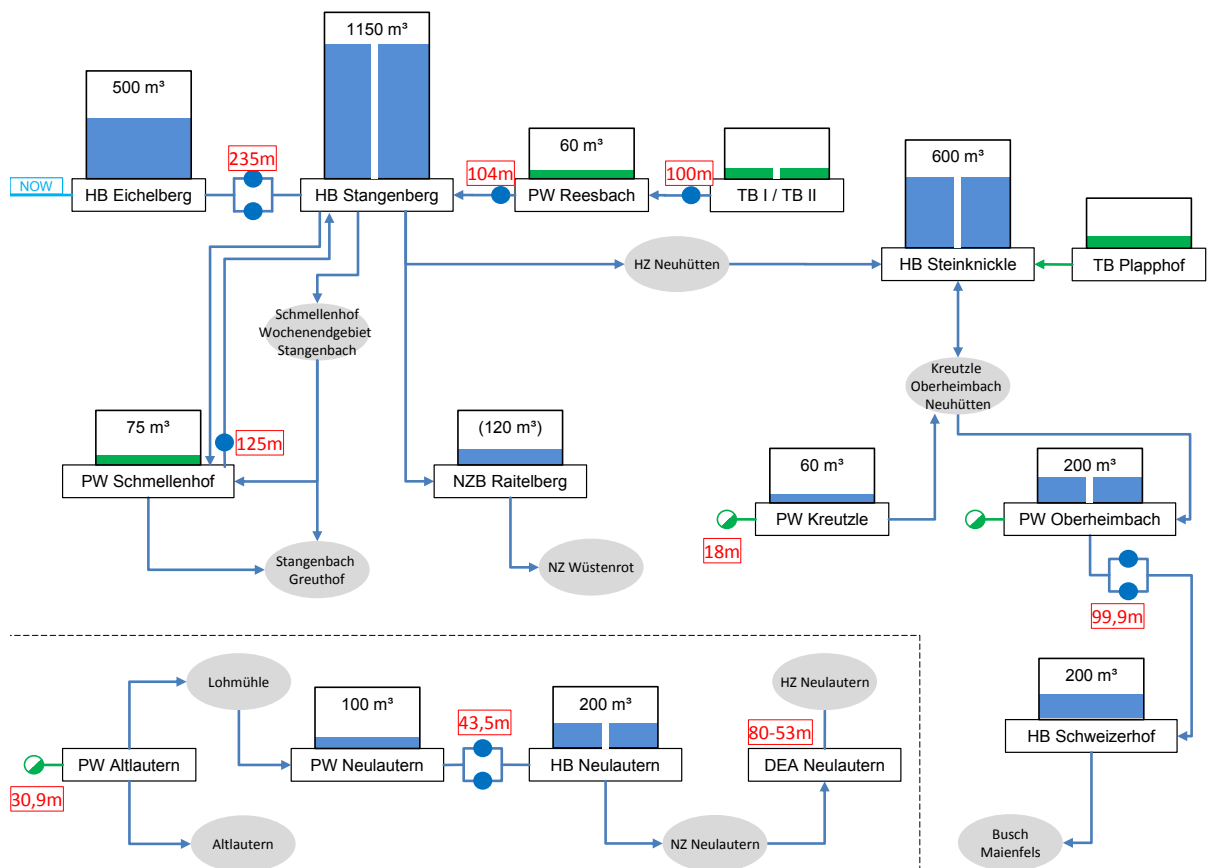 1150 m³
500 m³
235m
60 m³
600 m³
104m
100m
NOW
HB Eichelberg
HB Stangenberg
PW Reesbach
TB I / TB II
HZ Neuhütten
HB Steinknickle
TB Plapphof
Schmellenhof
Wochenendgebiet
Stangenbach
Kreutzle
Oberheimbach
Neuhütten
75 m³
125m
(120 m³)
60 m³
200 m³
PW Schmellenhof
NZB Raitelberg
PW Kreutzle
PW Oberheimbach
18m
Stangenbach
Greuthof
NZ Wüstenrot
99,9m
Lohmühle
100 m³
43,5m
200 m³
HZ Neulautern
80-53m
200 m³
PW Altlautern
PW Neulautern
HB Neulautern
DEA Neulautern
HB Schweizerhof
30,9m
Altlautern
NZ Neulautern
Busch
Maienfels